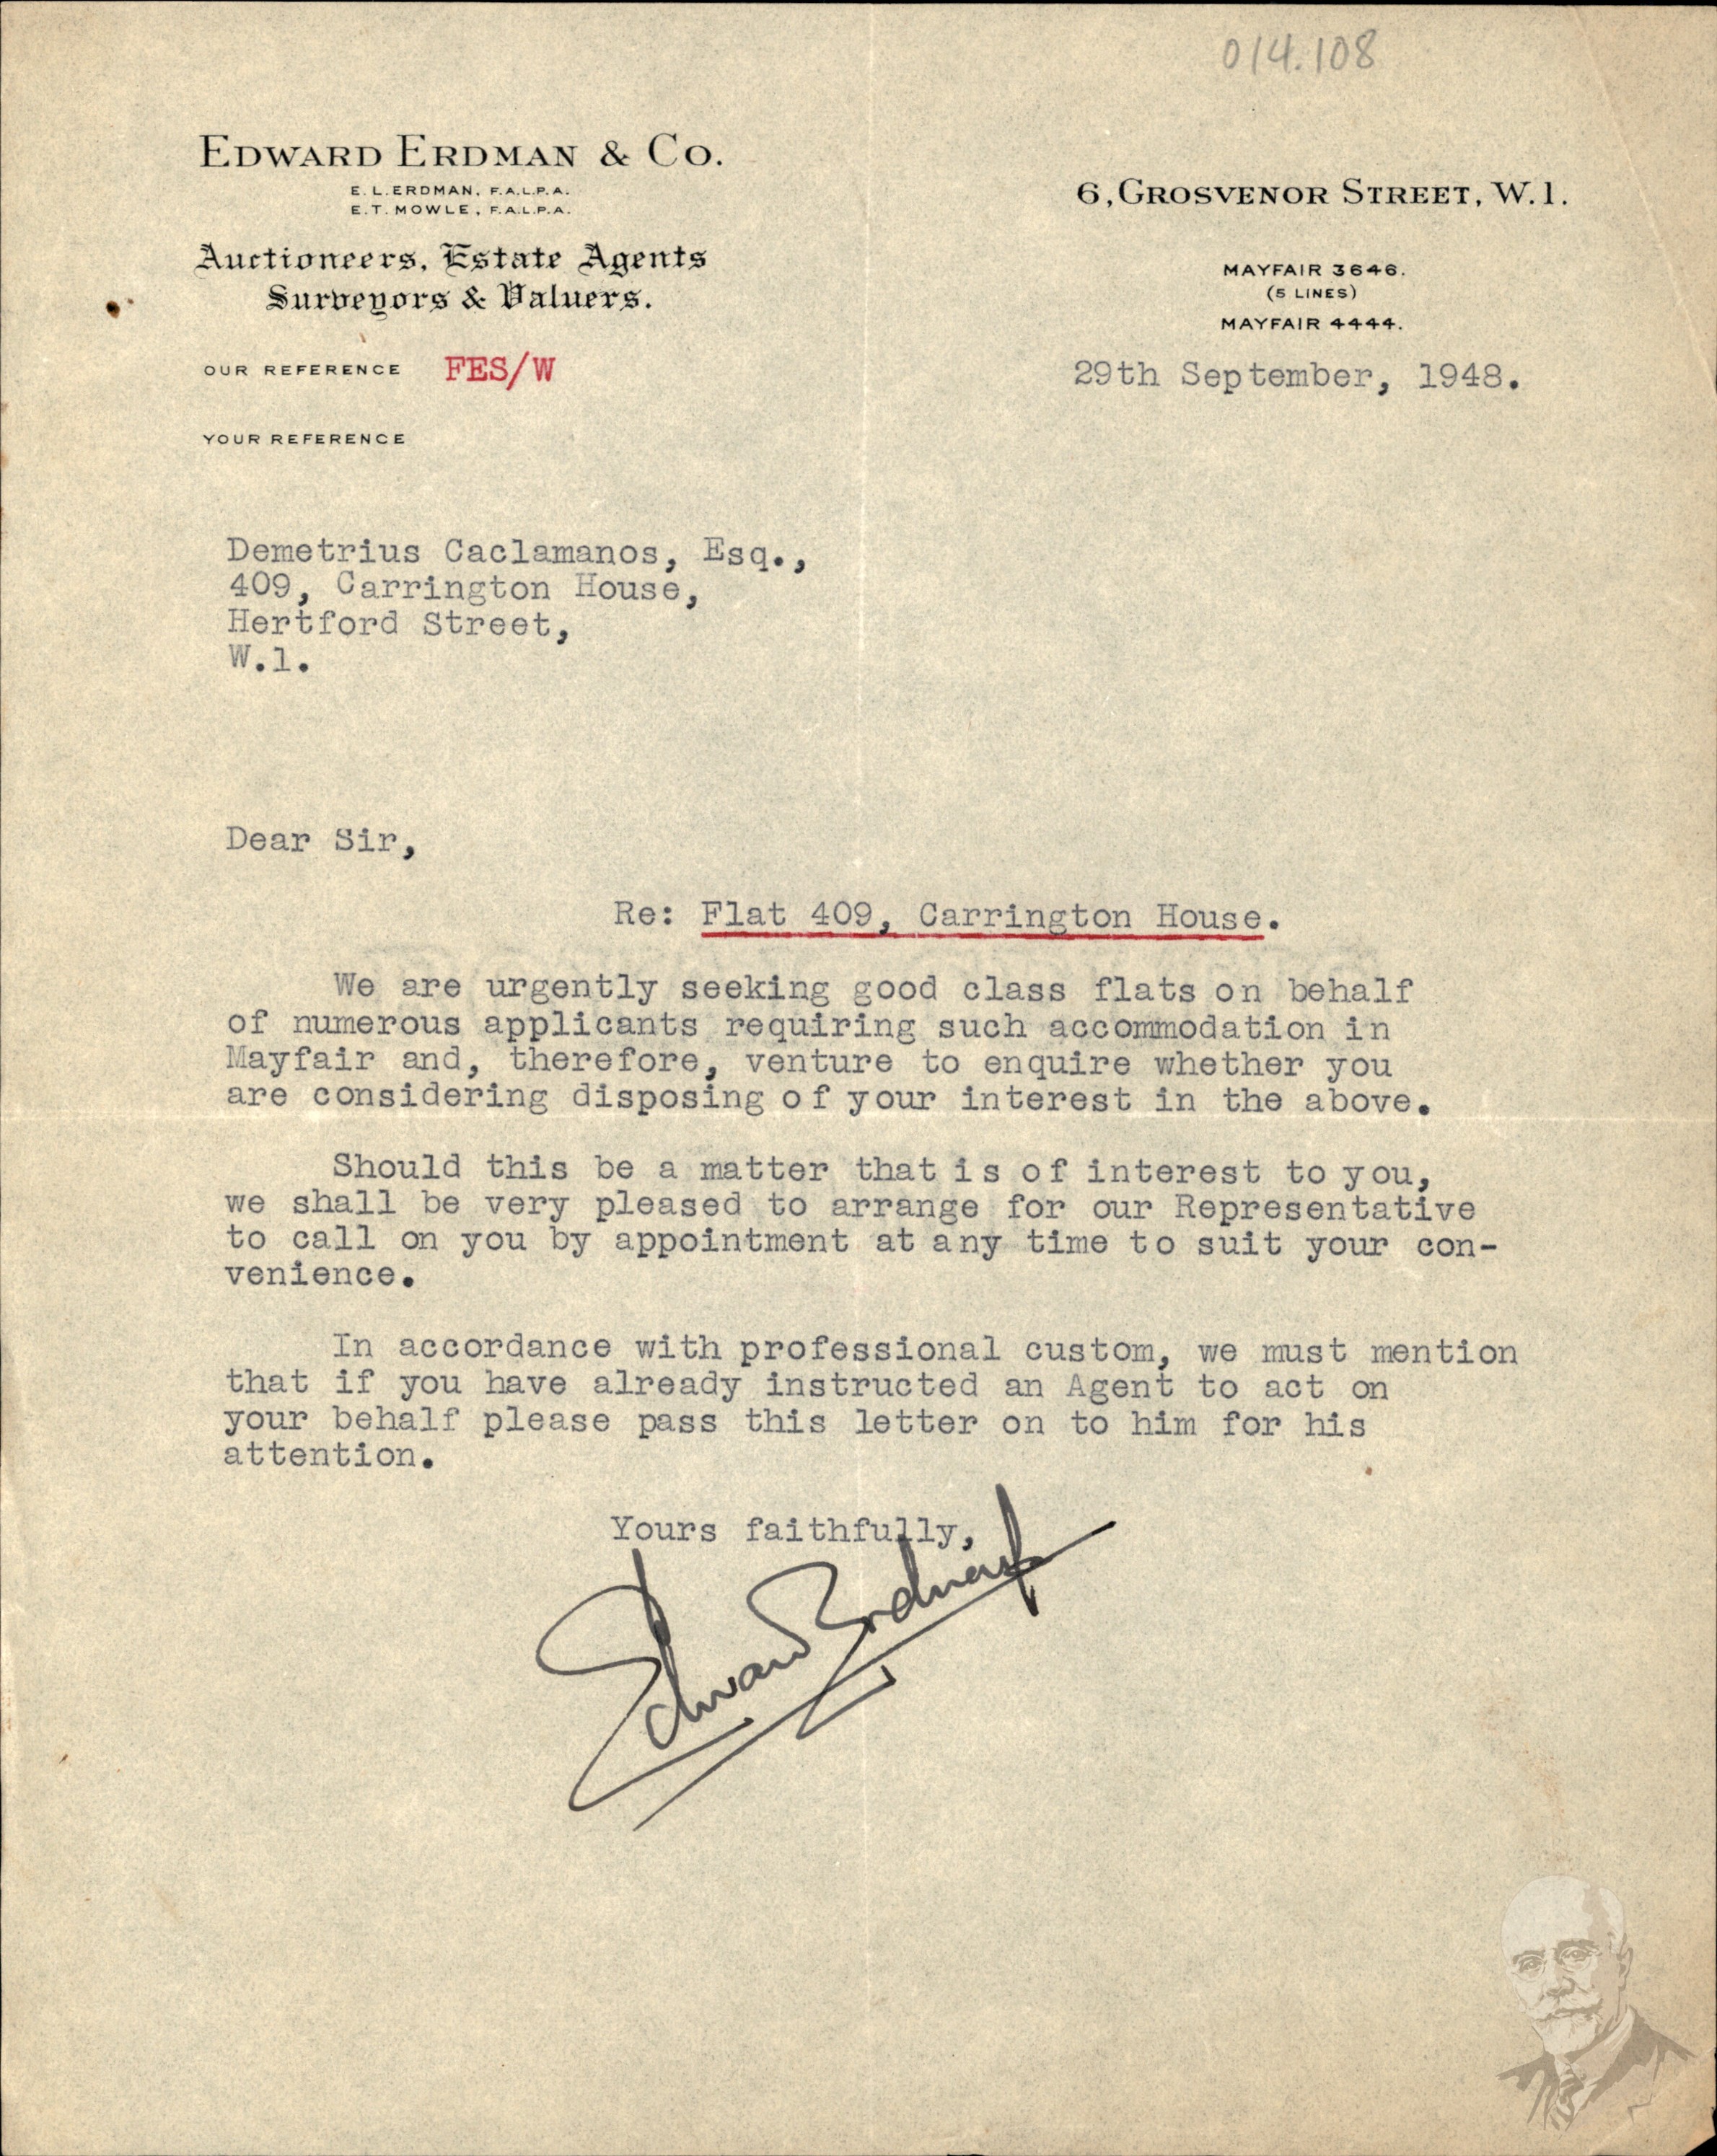 014.108
EDWARD ERDMAN & CO.
E. L. ERDMAN, F.A.L.P.A.
E. T. MOWLE, F.A.L.P.A.
Auctioneers, Estate Agents
Surveyors & Valuers.
6, GROSVENOR STREET, W.1.
MAYFAIR 3646.
(5 LINES)
MAYFAIR 4444.
OUR REFERENCE FES/W
29th September, 1948.
YOUR REFERENCE
Demetrius Caclamanos, Esq.,
409, Carrington House,
Hertford Street,
W.1.
Dear Sir,
Re: Flat 409, Carrington House.
We are urgently seeking good class flats on behalf
of numerous applicants requiring such accommodation in
Mayfair and, therefore, venture to enquire whether you
are considering disposing of your interest in the above.
Should this be a matter that is of interest to you,
we shall be very pleased to arrange for our Representative
to call on you by appointment at any time to suit your con-
venience.
In accordance with professional custom, we must mention
that if you have already instructed an Agent to act on
your behalf please pass this letter on to him for his
attention.
Yours faithfully,
Edward Erdman